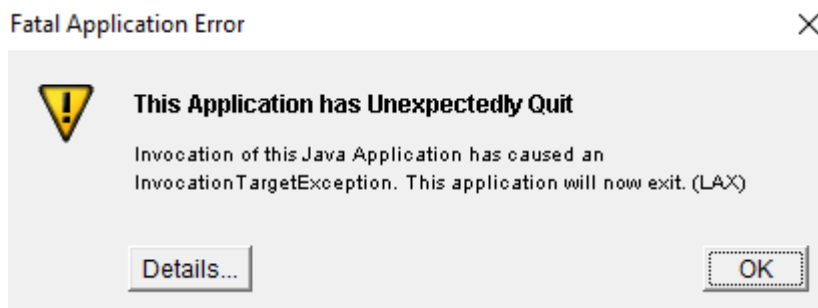 Fatal Application Error
This Application has Unexpectedly Quit
Invocation of this Java Application has caused an
InvocationTargetException. This application will now exit. (LAX)
Details...
OK